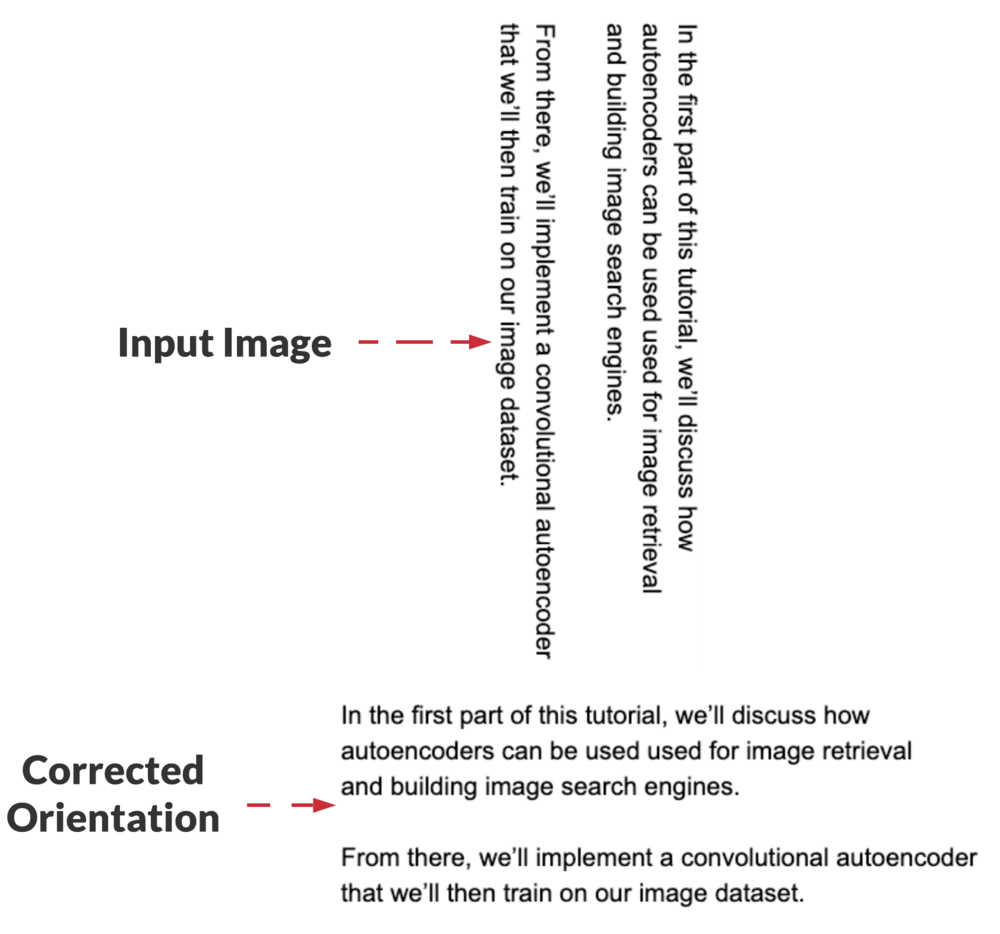 In the first part of this tutorial, we'll discuss how
autoencoders can be used used for image retrieval
and building image search engines.
From there, we'll implement a convolutional autoencoder
that we'll then train on our image dataset.
Input Image
Corrected
Orientation
In the first part of this tutorial, we'll discuss how
autoencoders can be used used for image retrieval
and building image search engines.
From there, we'll implement a convolutional autoencoder
that we'll then train on our image dataset.